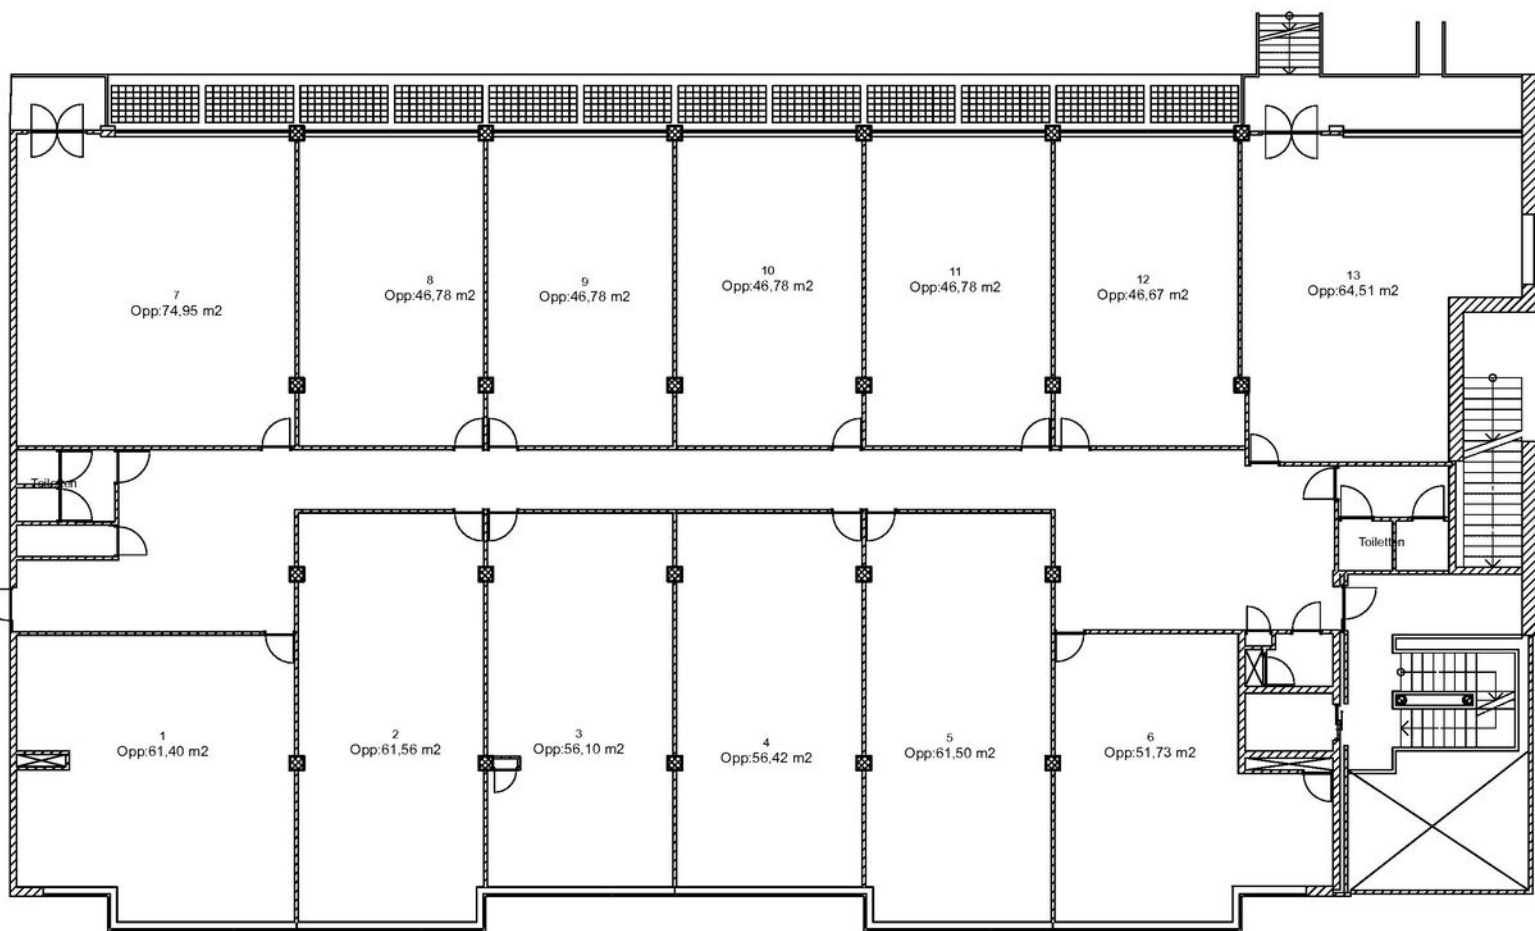 7
Opp:74,95 m2
8
Opp:46,78 m2
9
Opp:46,78 m2
10
Opp:46,78 m2
11
Opp:46,78 m2
12
Opp:46,67 m2
13
Opp:64,51 m2
Toiletten
Toiletten
1
Opp:61,40 m2
2
Opp:61,56 m2
3
Opp:56,10 m2
4
Opp:56,42 m2
5
Opp:61,50 m2
6
Opp:51,73 m2